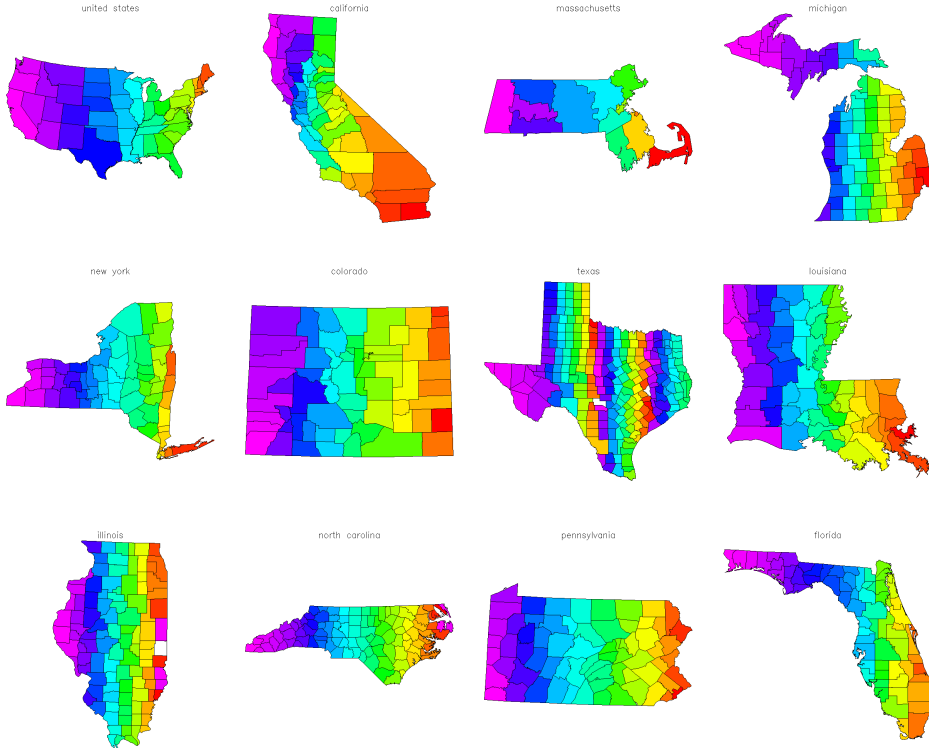 united states
california
massachusetts
michigan
new york
colorado
texas
louisiana
illinois
north carolina
pennsylvania
florida